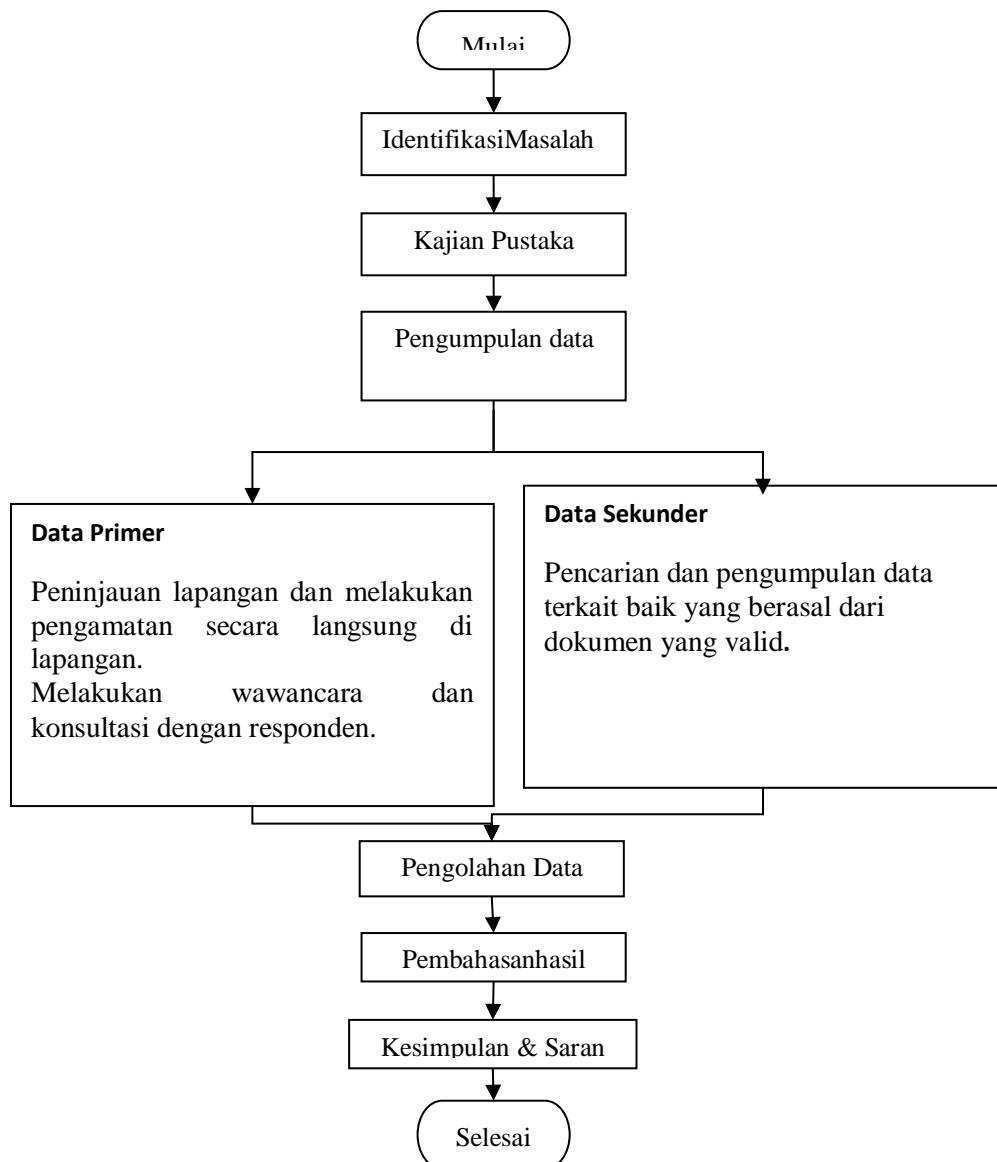 Mulai
IdentifikasiMasalah
Kajian Pustaka
Pengumpulan data
Data Primer
Peninjauan lapangan dan melakukan
pengamatan secara langsung di
lapangan.
Melakukan wawancara dan
konsultasi dengan responden.
Data Sekunder
Pencarian dan pengumpulan data
terkait baik yang berasal dari
dokumen yang valid.
Pengolahan Data
Pembahasanhasil
Kesimpulan & Saran
Selesai